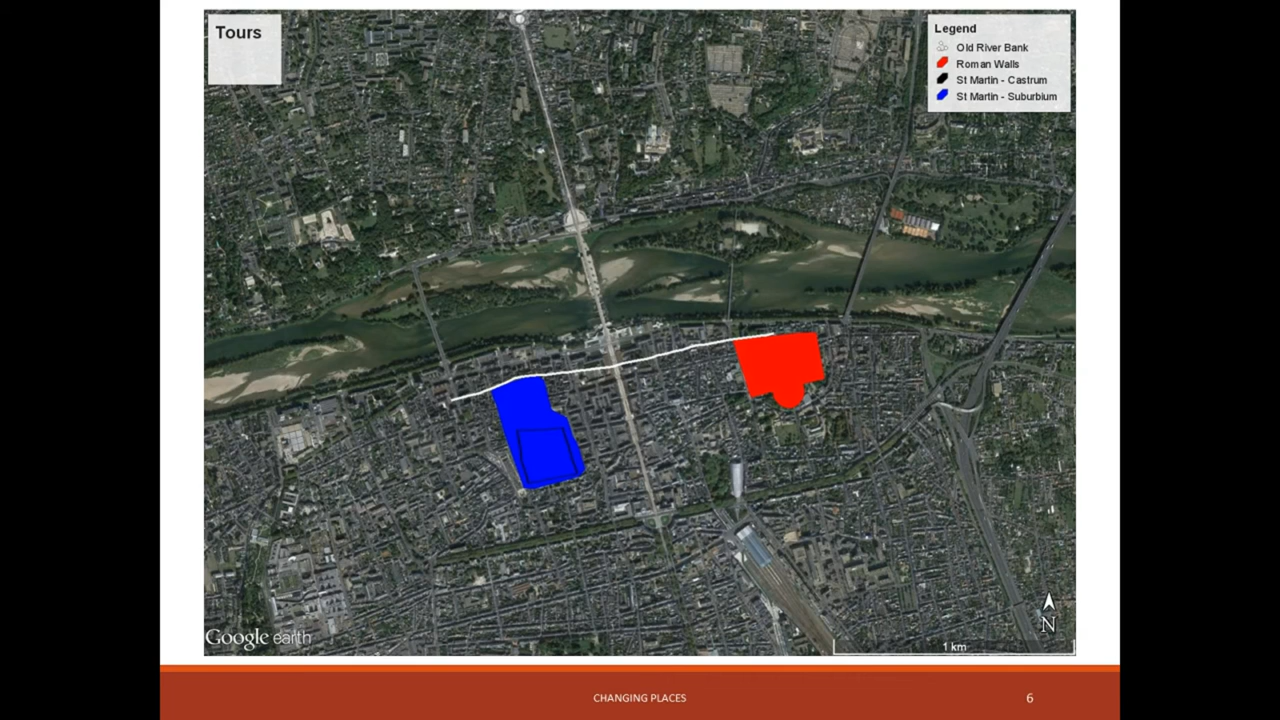 Tours
Legend
Old River Bank
Roman Walls
St Martin - Castrum
St Martin - Suburbium
Google earth
N
1 km
CHANGING PLACES
6